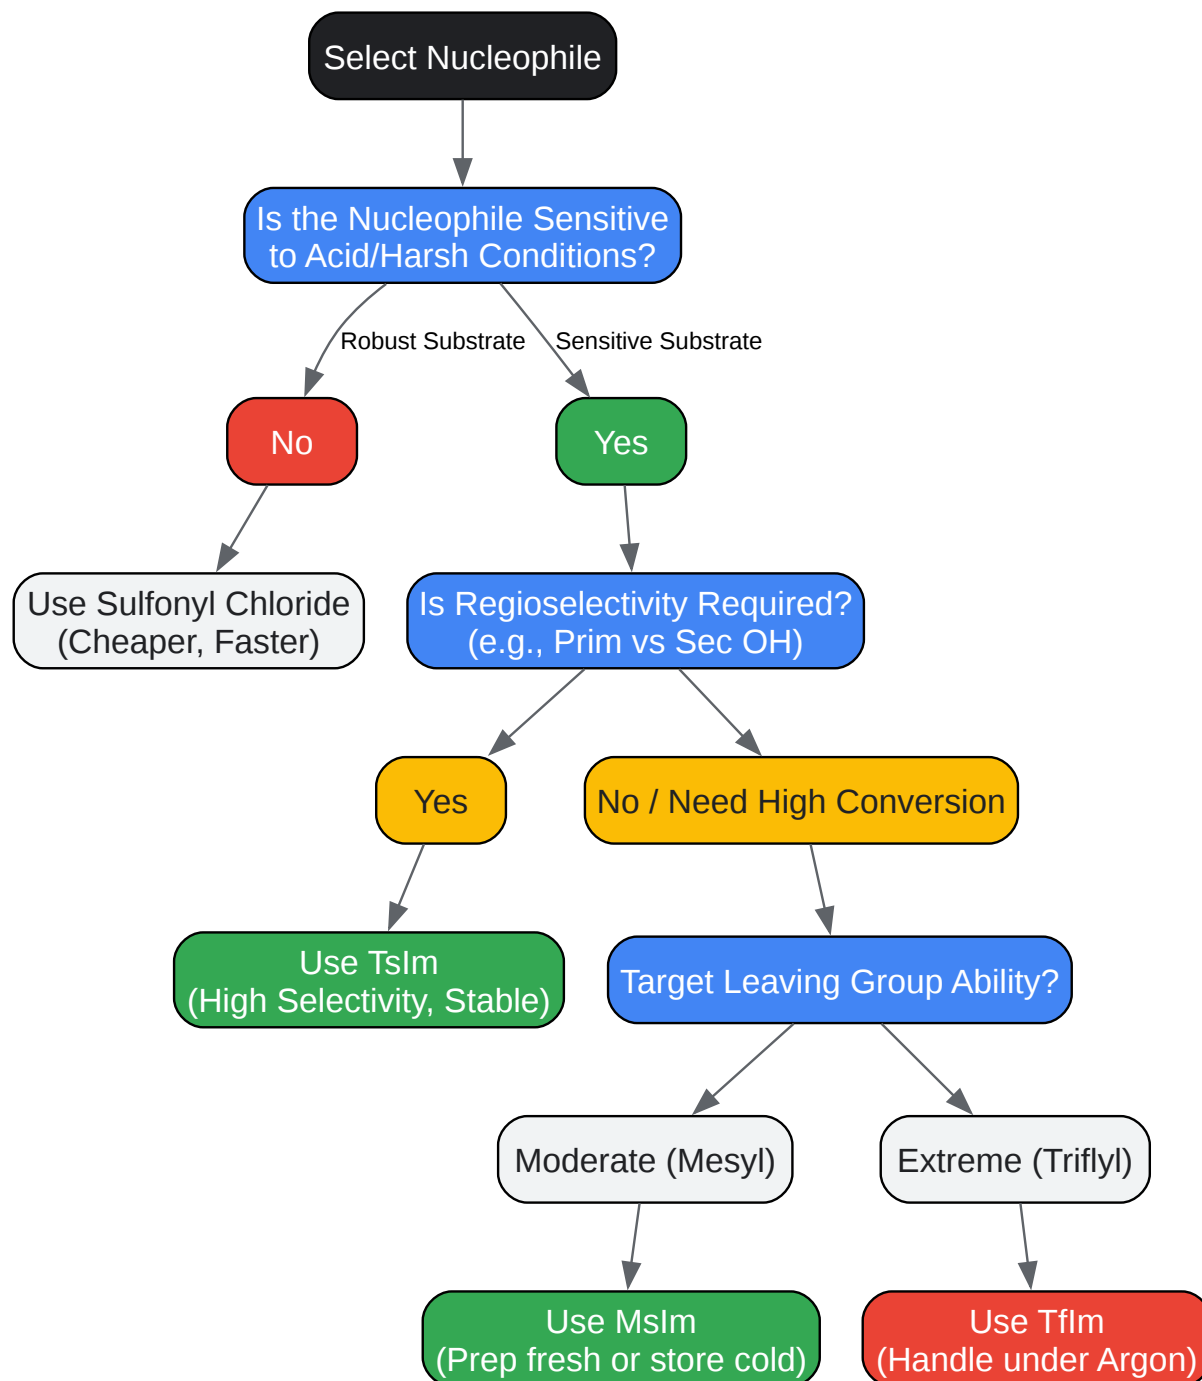 Select Nucleophile
Is the Nucleophile Sensitive
to Acid/Harsh Conditions?
Robust Substrate
Sensitive Substrate
No
Yes
Use Sulfonyl Chloride
(Cheaper, Faster)
Is Regioselectivity Required?
(e.g., Prim vs Sec OH)
Yes
No / Need High Conversion
Use TsIm
(High Selectivity, Stable)
Target Leaving Group Ability?
Moderate (Mesyl)
Extreme (Triflyl)
Use MsIm
(Prep fresh or store cold)
Use TfIm
(Handle under Argon)